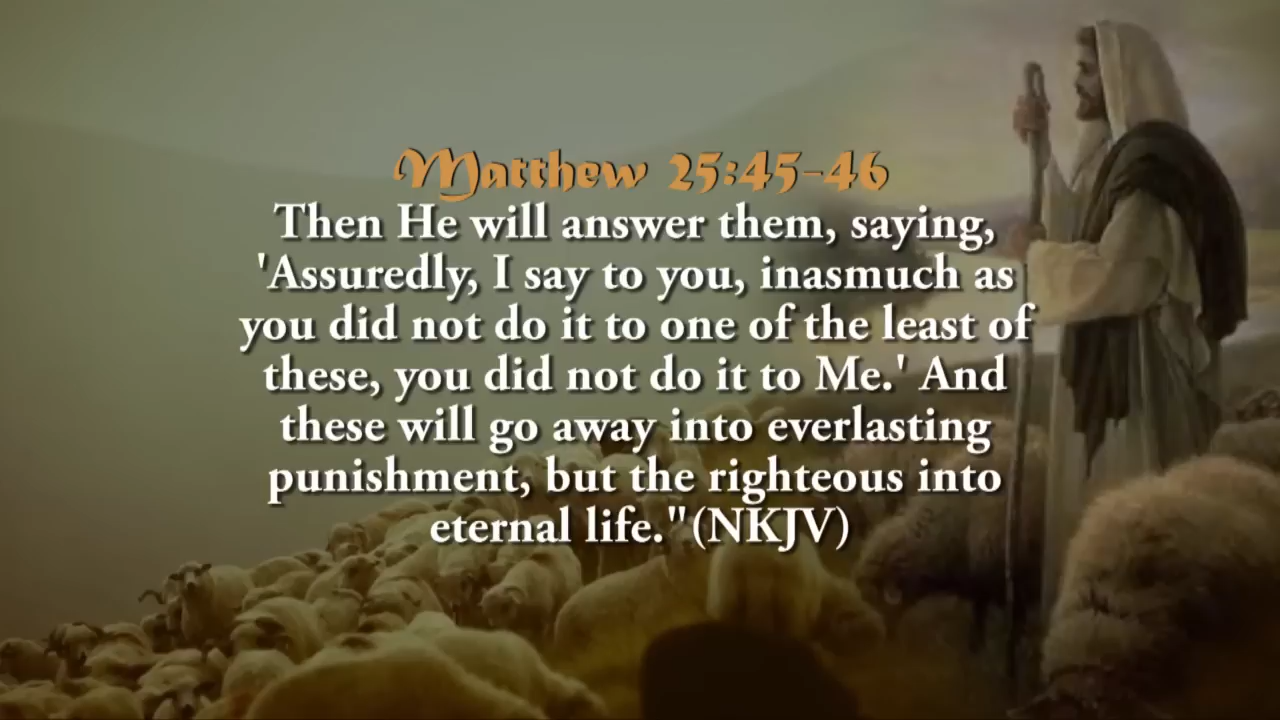 Matthew 25:45-46
Then He will answer them, saying,
'Assuredly, I say to you, inasmuch as
you did not do it to one of the least of
these, you did not do it to Me.' And
these will go away into everlasting
punishment, but the righteous into
eternal life."(NKJV)